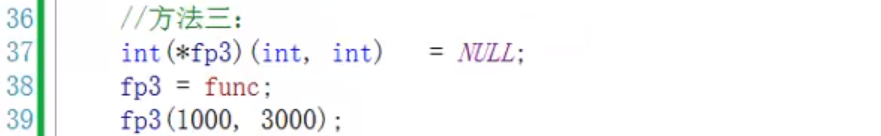 36 //方法三:
37 int(*fp3)(int, int) = NULL;
38 fp3 = func;
39 fp3(1000, 3000);